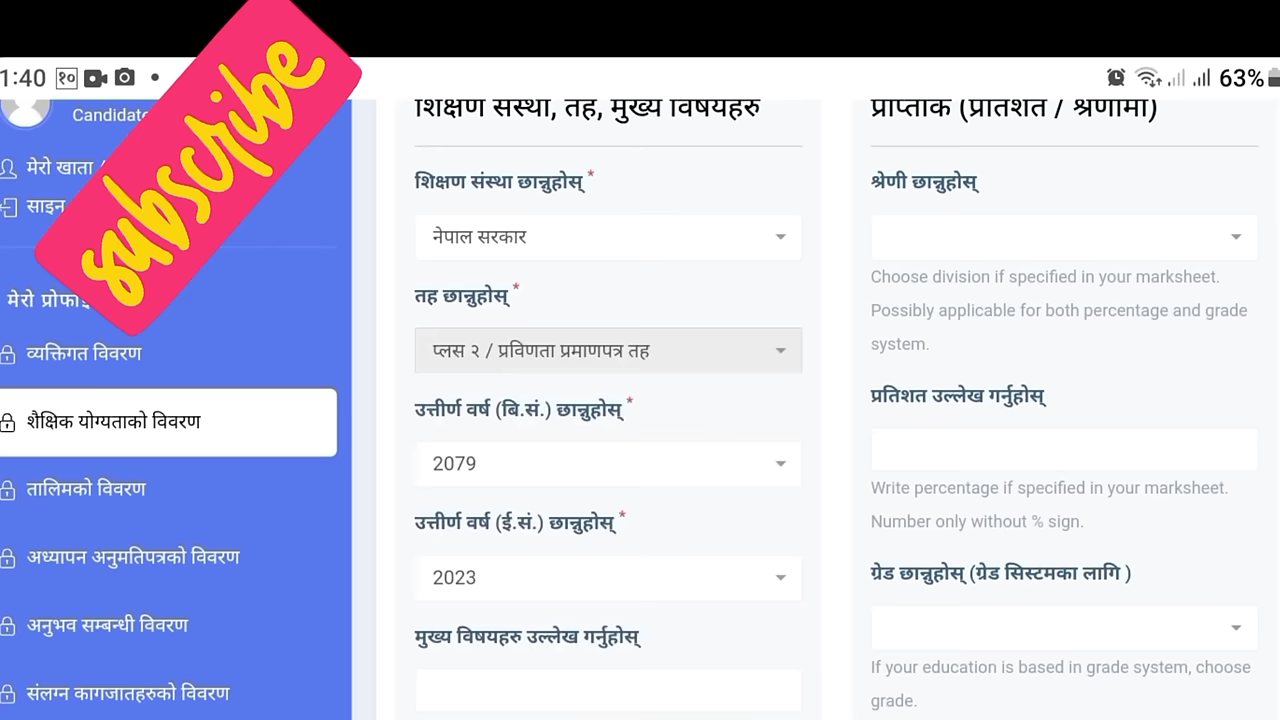 1:40 १० 63%
subscribe
Candidate
मेरो खाता
साइन
मेरो
व्यक्तिगत विवरण
शैक्षिक योग्यताको विवरण
तालिमको विवरण
अध्यापन अनुमतिपत्रको विवरण
अनुभव सम्बन्धी विवरण
संलग्न कागजातहरुको विवरण
शिक्षण संस्था, तह, मुख्य विषयहरु
शिक्षण संस्था छान्नुहोस् *
नेपाल सरकार
तह छान्नुहोस् *
प्लस २ / प्रविणता प्रमाणपत्र तह
उत्तीर्ण वर्ष (बि.सं.) छान्नुहोस् *
2079
उत्तीर्ण वर्ष (ई.सं.) छान्नुहोस् *
2023
मुख्य विषयहरु उल्लेख गर्नुहोस्
प्राप्तांक (प्रतिशत / श्रेणीमा)
श्रेणी छान्नुहोस्
Choose division if specified in your marksheet.
Possibly applicable for both percentage and grade
system.
प्रतिशत उल्लेख गर्नुहोस्
Write percentage if specified in your marksheet.
Number only without % sign.
ग्रेड छान्नुहोस् (ग्रेड सिस्टमका लागि )
If your education is based in grade system, choose
grade.